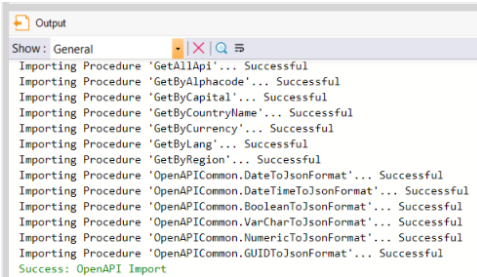 Output
Show : General
Importing Procedure 'GetAllApi'... Successful
Importing Procedure 'GetByAlphacode'... Successful
Importing Procedure 'GetByCapital'... Successful
Importing Procedure 'GetByCountryName'... Successful
Importing Procedure 'GetByCurrency'... Successful
Importing Procedure 'GetByLang'... Successful
Importing Procedure 'GetByRegion'... Successful
Importing Procedure 'OpenAPICommon.DateToJsonFormat'... Successful
Importing Procedure 'OpenAPICommon.DateTimeToJsonFormat'... Successful
Importing Procedure 'OpenAPICommon.BooleanToJsonFormat'... Successful
Importing Procedure 'OpenAPICommon.VarCharToJsonFormat'... Successful
Importing Procedure 'OpenAPICommon.NumericToJsonFormat'... Successful
Importing Procedure 'OpenAPICommon.GUIDToJsonFormat'... Successful
Success: OpenAPI Import